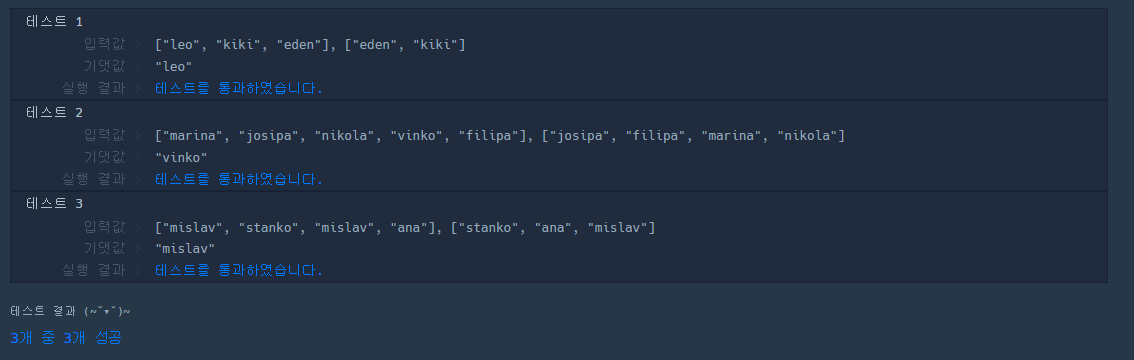 테스트 1
입력값 › ["leo", "kiki", "eden"], ["eden", "kiki"]
기댓값 › "leo"
실행 결과 › 테스트를 통과하였습니다.
테스트 2
입력값 › ["marina", "josipa", "nikola", "vinko", "filipa"], ["josipa", "filipa", "marina", "nikola"]
기댓값 › "vinko"
실행 결과 › 테스트를 통과하였습니다.
테스트 3
입력값 › ["mislav", "stanko", "mislav", "ana"], ["stanko", "ana", "mislav"]
기댓값 › "mislav"
실행 결과 › 테스트를 통과하였습니다.
테스트 결과 (~˘▾˘)~
3개 중 3개 성공